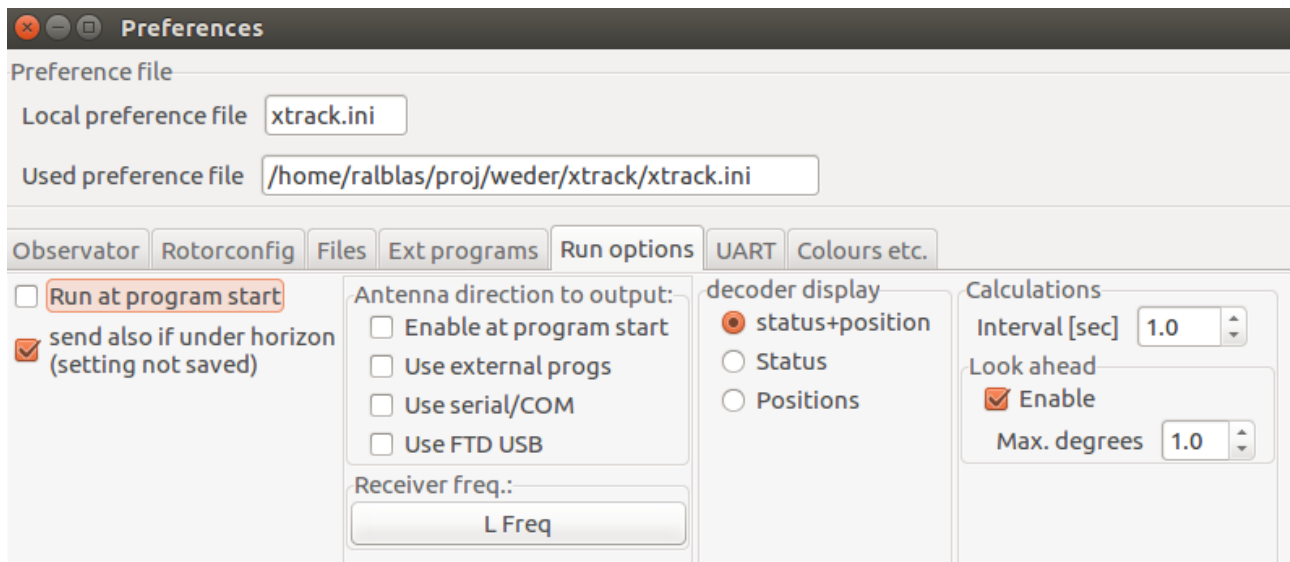 Preferences
Preference file
Local preference file xtrack.ini
Used preference file /home/ralblas/proj/weder/xtrack/xtrack.ini
Observator Rotorconfig Files Ext programs Run options UART Colours etc.
Run at program start
send also if under horizon
(setting not saved)
Antenna direction to output:
Enable at program start
Use external progs
Use serial/COM
Use FTD USB
Receiver freq.:
L Freq
decoder display
status+position
Status
Positions
Calculations
Interval [sec] 1.0
Look ahead
Enable
Max. degrees 1.0